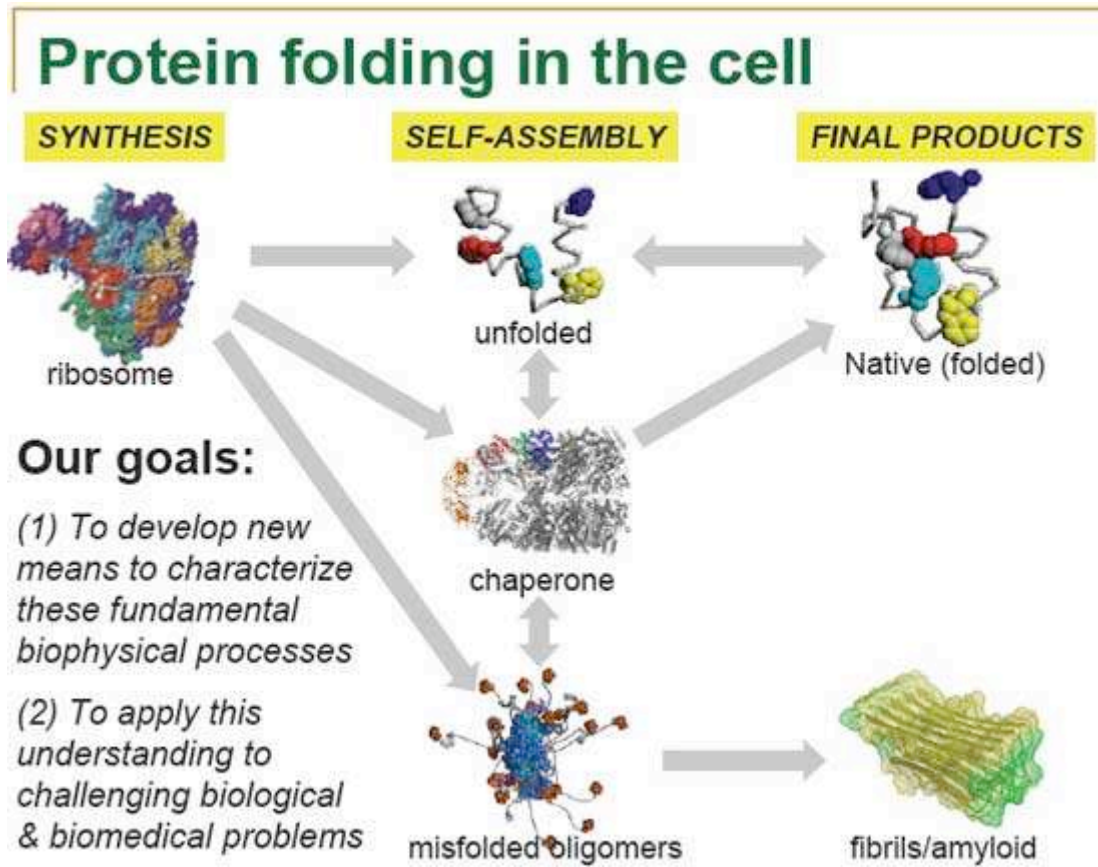 Protein folding in the cell
SYNTHESIS
SELF-ASSEMBLY
FINAL PRODUCTS
ribosome
unfolded
Native (folded)
chaperone
Our goals:
(1) To develop new
means to characterize
these fundamental
biophysical processes
(2) To apply this
understanding to
challenging biological
& biomedical problems
misfolded oligomers
fibrils/amyloid